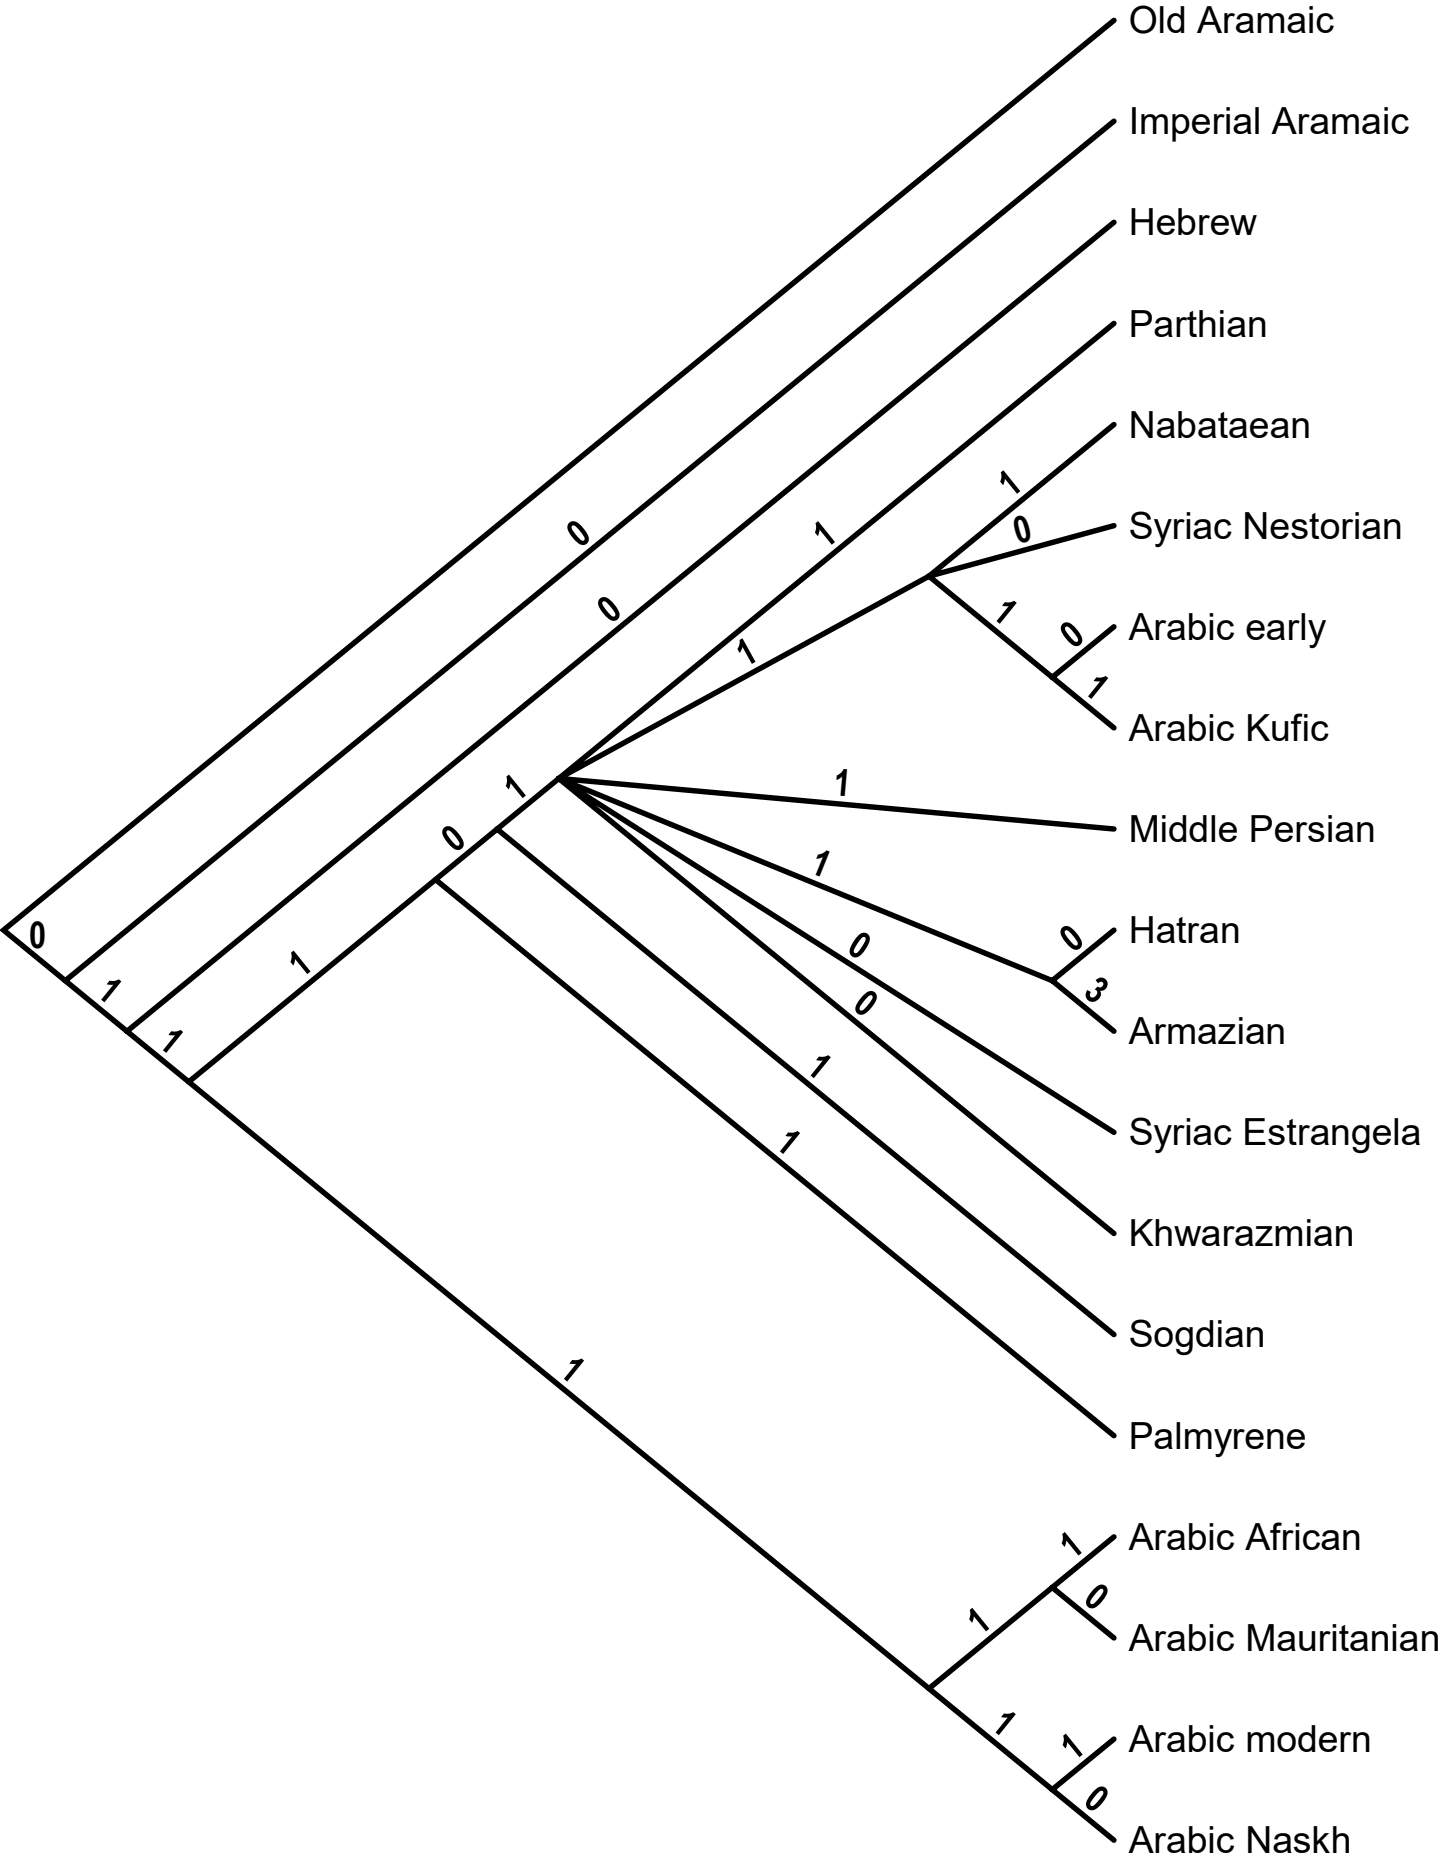 Old Aramaic
Imperial Aramaic
Hebrew
Parthian
Nabataean
1
0
Syriac Nestorian
0
1
1
0
Arabic early
0
1
1
Arabic Kufic
1
1
Middle Persian
0
1
0
Hatran
0
1
0
3
1
0
Armazian
1
1
Syriac Estrangela
1
Khwarazmian
Sogdian
1
Palmyrene
1
Arabic African
0
1
Arabic Mauritanian
1
1
Arabic modern
0
Arabic Naskh